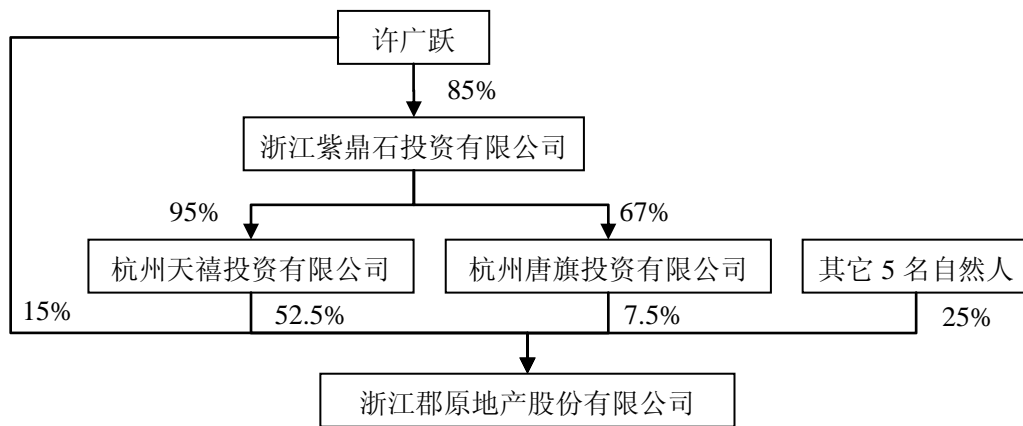 许广跃
85%
浙江紫鼎石投资有限公司
95%
67%
杭州天禧投资有限公司
杭州唐旗投资有限公司
其它 5 名自然人
15%
52.5%
7.5%
25%
浙江郡原地产股份有限公司